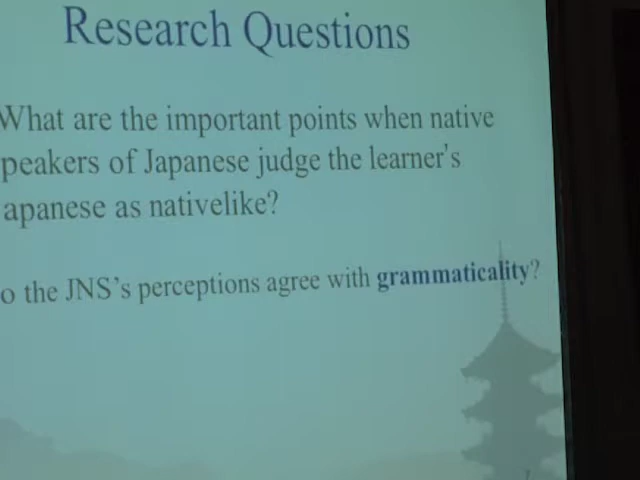 Research Questions
What are the important points when native
peakers of Japanese judge the learner's
apanese as nativelike?
o the JNS's perceptions agree with grammaticality?